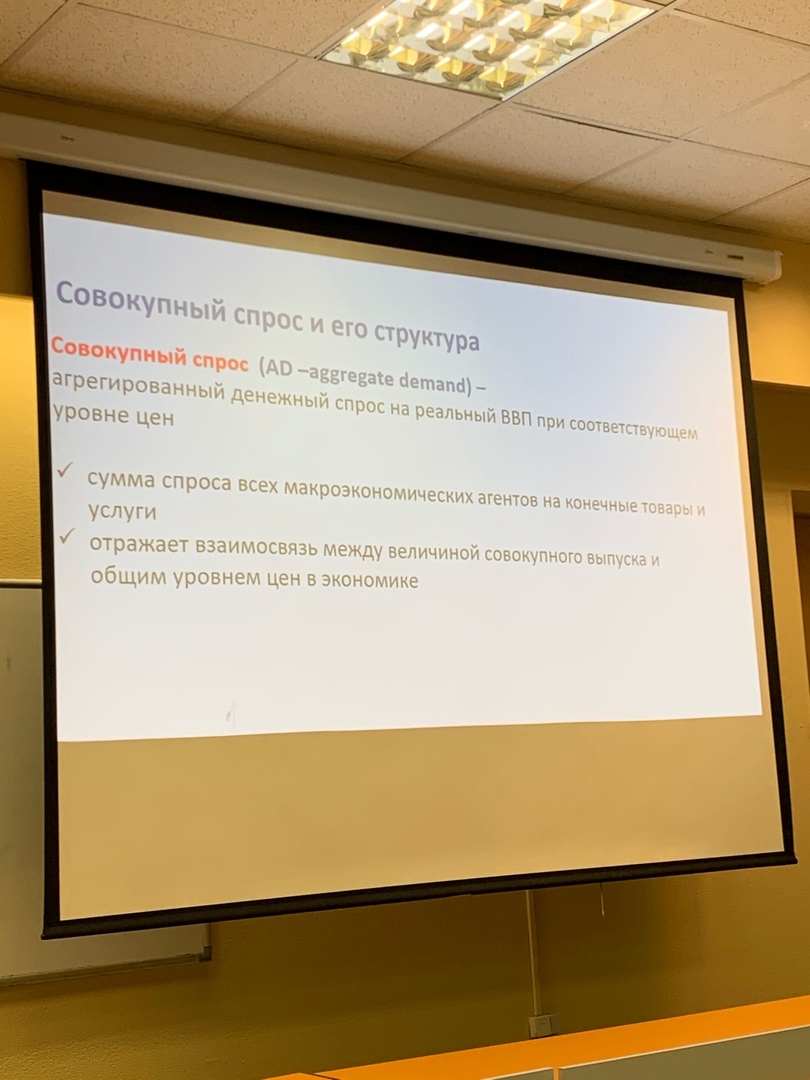 Совокупный спрос и его структура
Совокупный спрос (AD –aggregate demand) –
агрегированный денежный спрос на реальный ВВП при соответствующем
уровне цен
✓ сумма спроса всех макроэкономических агентов на конечные товары и
услуги
✓ отражает взаимосвязь между величиной совокупного выпуска и
общим уровнем цен в экономике